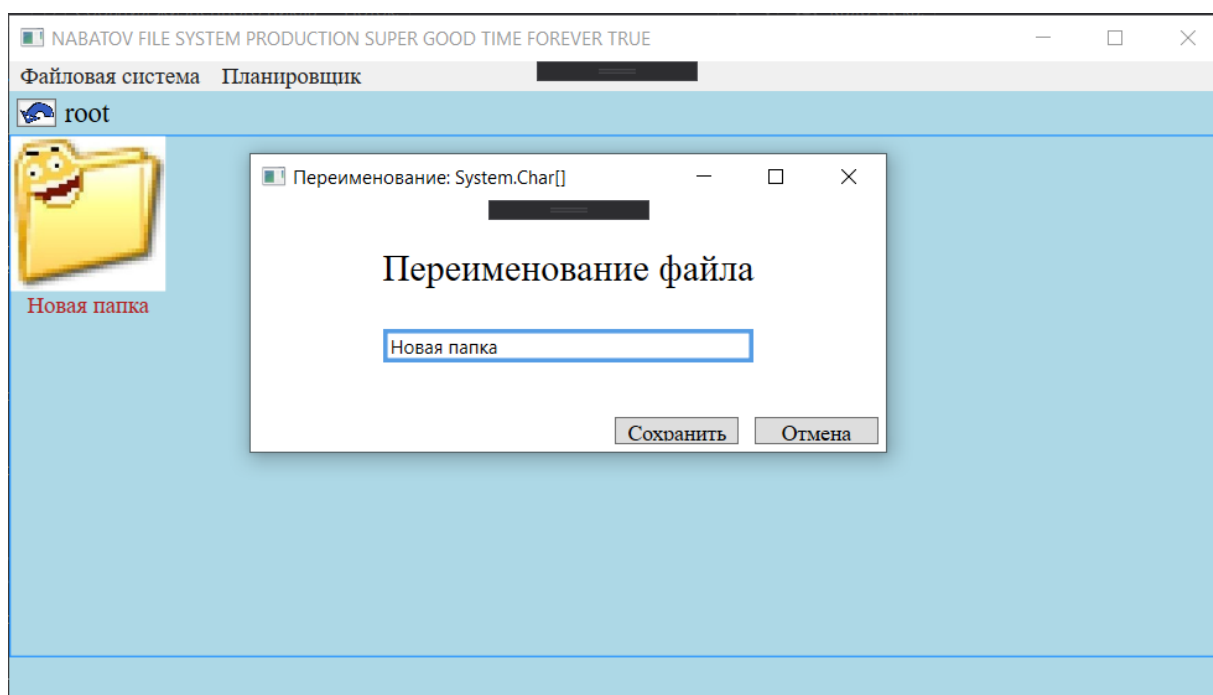 NABATOV FILE SYSTEM PRODUCTION SUPER GOOD TIME FOREVER TRUE
Файловая система Планировщик
root
Переименование: System.Char[]
Переименование файла
Новая папка
Новая папка
Сохранить Отмена